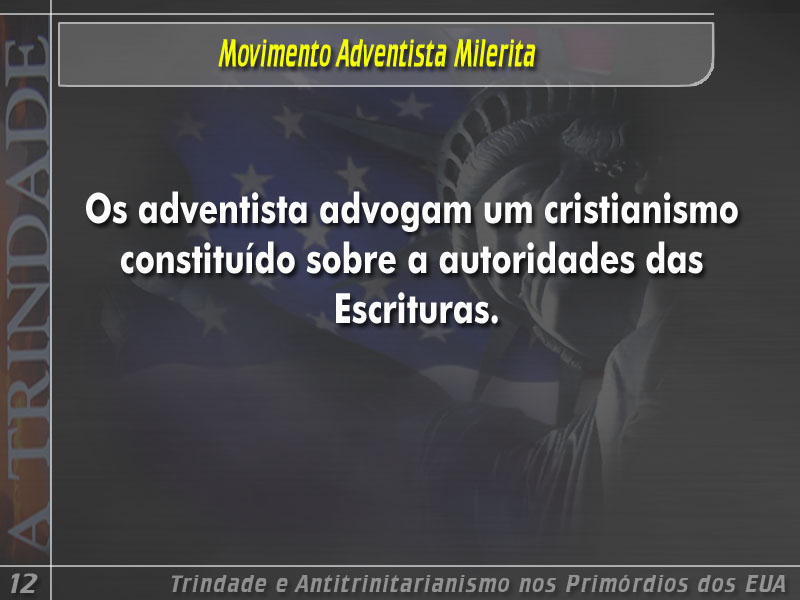 Movimento Adventista Milerita
Os adventista advogam um cristianismo
constituído sobre a autoridades das
Escrituras.
A TRINDADE
12
Trindade e Antitrinitarianismo nos Primórdios dos EUA